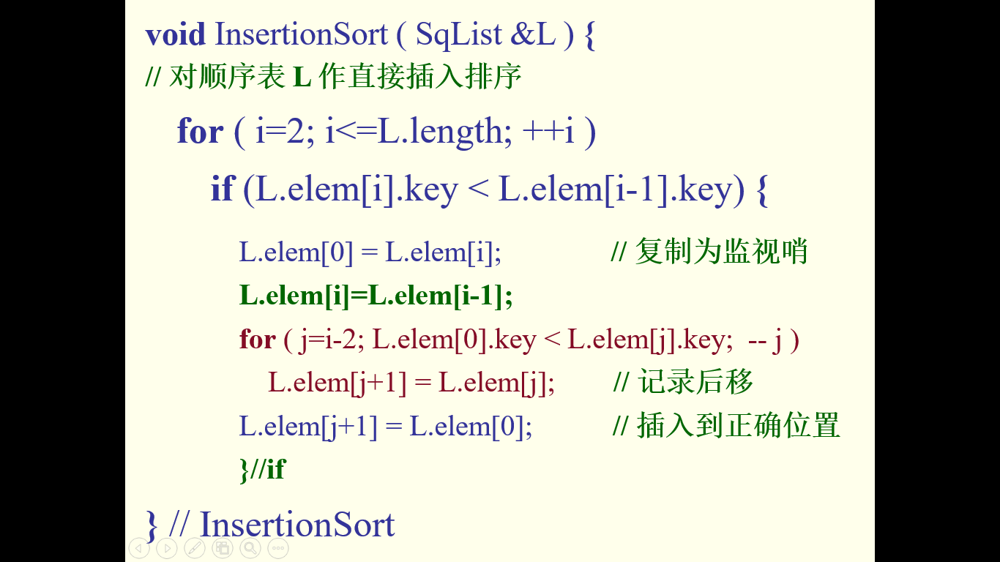 void InsertionSort ( SqList &L ) {
// 对顺序表 L 作直接插入排序
for ( i=2; i<=L.length; ++i )
if (L.elem[i].key < L.elem[i-1].key) {
L.elem[0] = L.elem[i]; // 复制为监视哨
L.elem[i]=L.elem[i-1];
for ( j=i-2; L.elem[0].key < L.elem[j].key; -- j )
L.elem[j+1] = L.elem[j]; // 记录后移
L.elem[j+1] = L.elem[0]; // 插入到正确位置
}//if
} // InsertionSort